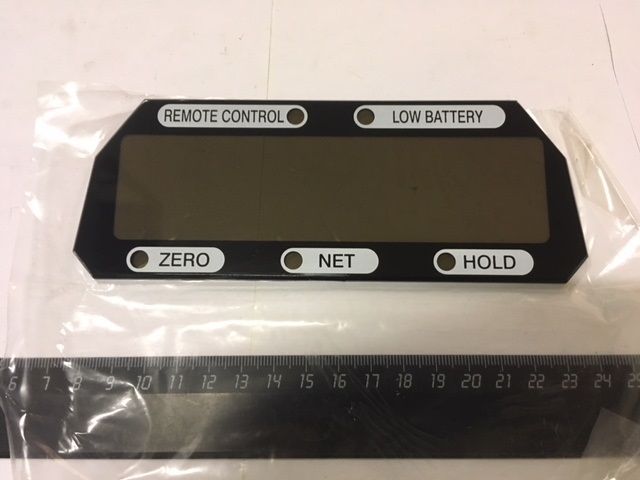 REMOTE CONTROL LOW BATTERY
ZERO NET HOLD
6 7 8 9 10 11 12 13 14 15 16 17 18 19 20 21 22 23 24 25